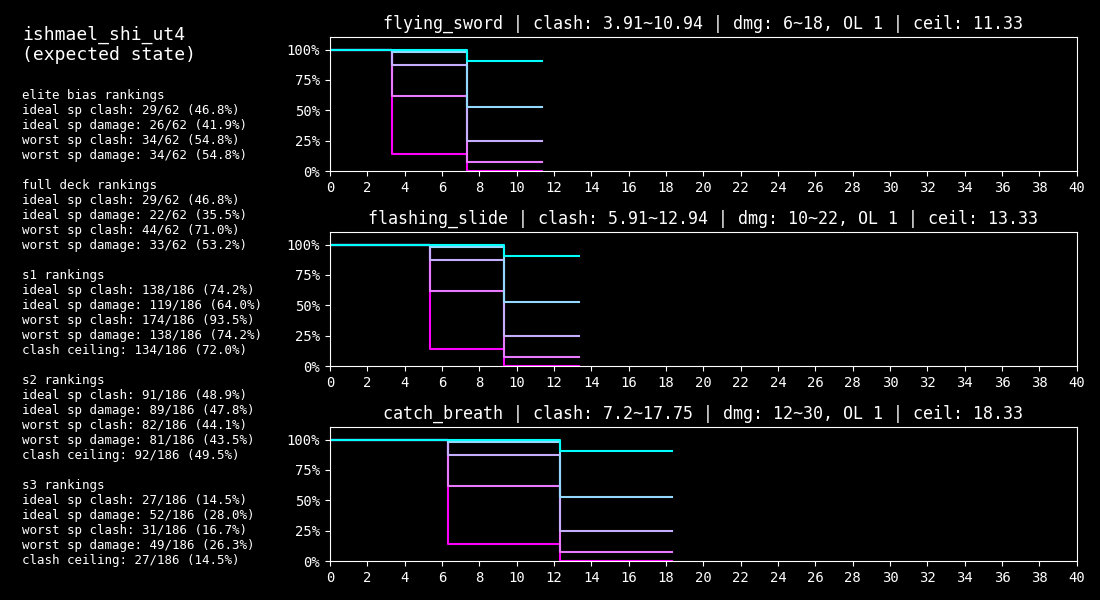 ishmael_shi_ut4
(expected state)
elite bias rankings
ideal sp clash: 29/62 (46.8%)
ideal sp damage: 26/62 (41.9%)
worst sp clash: 34/62 (54.8%)
worst sp damage: 34/62 (54.8%)
full deck rankings
ideal sp clash: 29/62 (46.8%)
ideal sp damage: 22/62 (35.5%)
worst sp clash: 44/62 (71.0%)
worst sp damage: 33/62 (53.2%)
s1 rankings
ideal sp clash: 138/186 (74.2%)
ideal sp damage: 119/186 (64.0%)
worst sp clash: 174/186 (93.5%)
worst sp damage: 138/186 (74.2%)
clash ceiling: 134/186 (72.0%)
s2 rankings
ideal sp clash: 91/186 (48.9%)
ideal sp damage: 89/186 (47.8%)
worst sp clash: 82/186 (44.1%)
worst sp damage: 81/186 (43.5%)
clash ceiling: 92/186 (49.5%)
s3 rankings
ideal sp clash: 27/186 (14.5%)
ideal sp damage: 52/186 (28.0%)
worst sp clash: 31/186 (16.7%)
worst sp damage: 49/186 (26.3%)
clash ceiling: 27/186 (14.5%)
flying_sword | clash: 3.91~10.94 | dmg: 6~18, OL 1 | ceil: 11.33
100%
75%
50%
25%
0%
0 2 4 6 8 10 12 14 16 18 20 22 24 26 28 30 32 34 36 38 40
flashing_slide | clash: 5.91~12.94 | dmg: 10~22, OL 1 | ceil: 13.33
100%
75%
50%
25%
0%
0 2 4 6 8 10 12 14 16 18 20 22 24 26 28 30 32 34 36 38 40
catch_breath | clash: 7.2~17.75 | dmg: 12~30, OL 1 | ceil: 18.33
100%
75%
50%
25%
0%
0 2 4 6 8 10 12 14 16 18 20 22 24 26 28 30 32 34 36 38 40